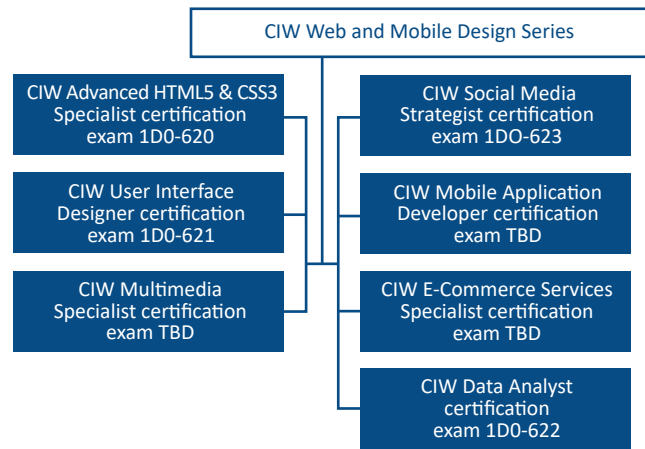 CIW Web and Mobile Design Series
CIW Advanced HTML5 & CSS3
Specialist certification
exam 1D0-620
CIW User Interface
Designer certification
exam 1D0-621
CIW Multimedia
Specialist certification
exam TBD
CIW Social Media
Strategist certification
exam 1DO-623
CIW Mobile Application
Developer certification
exam TBD
CIW E-Commerce Services
Specialist certification
exam TBD
CIW Data Analyst
certification
exam 1D0-622